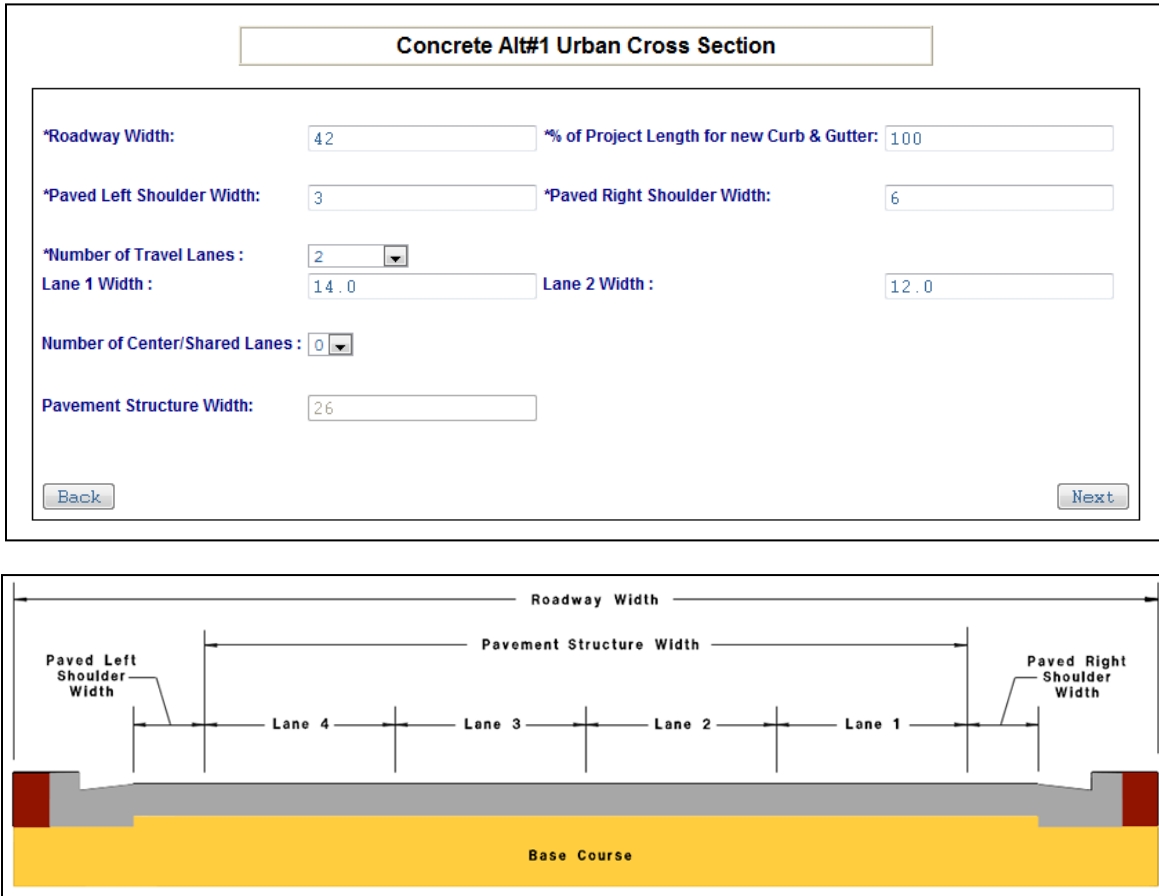 Concrete Alt#1 Urban Cross Section
*Roadway Width: 42 *% of Project Length for new Curb & Gutter: 100
*Paved Left Shoulder Width: 3 *Paved Right Shoulder Width: 6
*Number of Travel Lanes : 2
Lane 1 Width : 14.0 Lane 2 Width : 12.0
Number of Center/Shared Lanes : 0
Pavement Structure Width: 26
Back Next
Roadway Width
Pavement Structure Width
Paved Left
Shoulder
Width
Paved Right
Shoulder
Width
Lane 4 Lane 3 Lane 2 Lane 1
Base Course